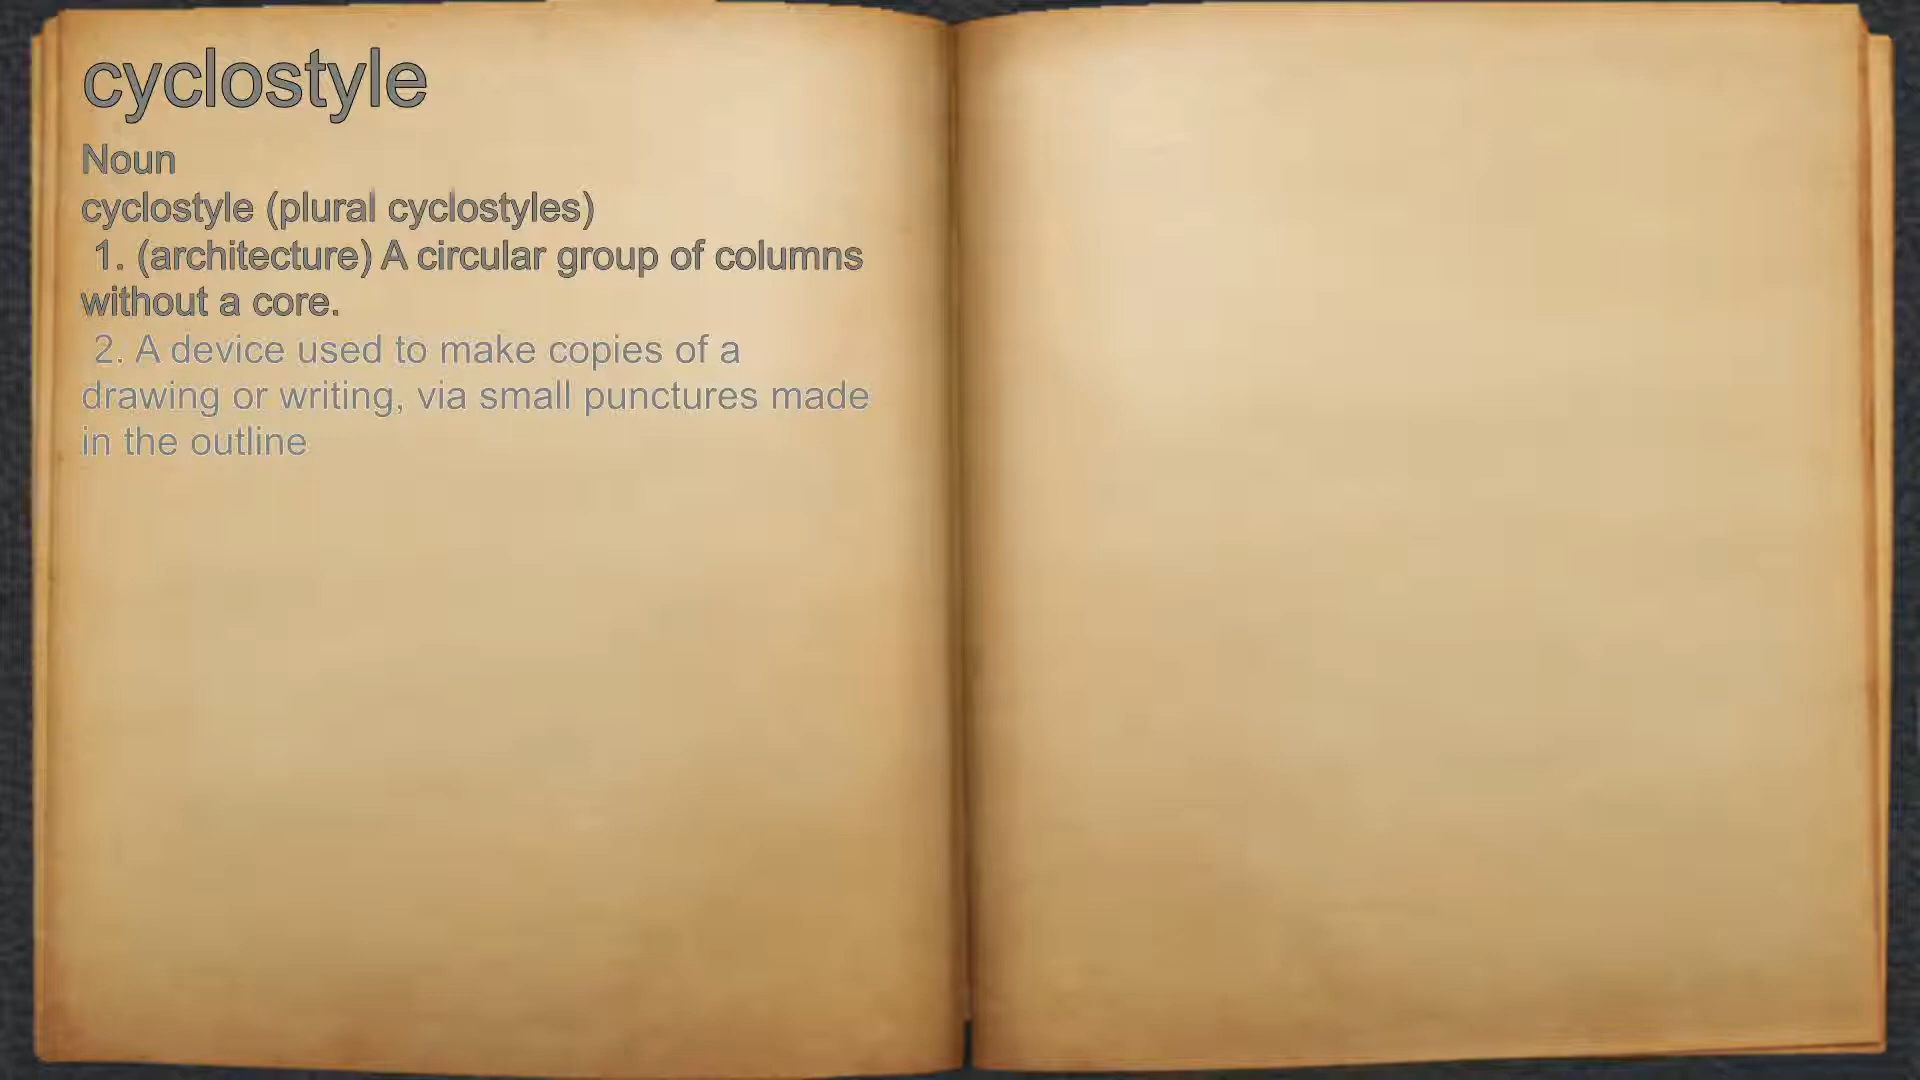 cyclostyle
Noun
cyclostyle (plural cyclostyles)
1. (architecture) A circular group of columns
without a core.
2. A device used to make copies of a
drawing or writing, via small punctures made
in the outline